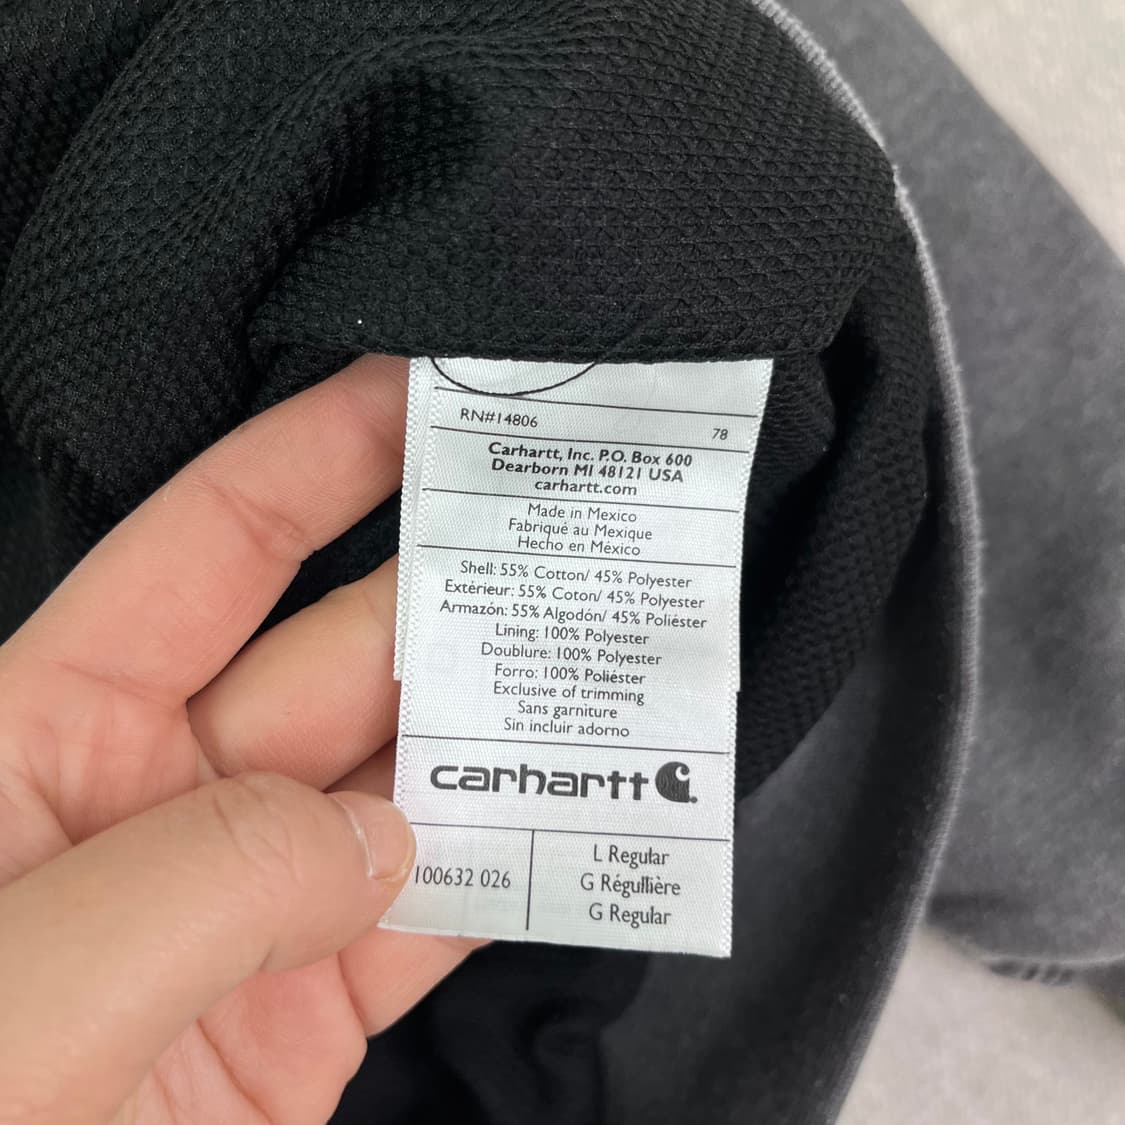 RN#14806
78
Carhartt, Inc. P.O. Box 600
Dearborn MI 48121 USA
carhartt.com
Made in Mexico
Fabriqué au Mexique
Hecho en México
Shell: 55% Cotton/ 45% Polyester
Extérieur: 55% Coton/ 45% Polyester
Armazón: 55% Algodón/ 45% Poliéster
Lining: 100% Polyester
Doublure: 100% Polyester
Forro: 100% Poliéster
Exclusive of trimming
Sans garniture
Sin incluir adorno
carhartt
100632 026
L Regular
G Régullière
G Regular